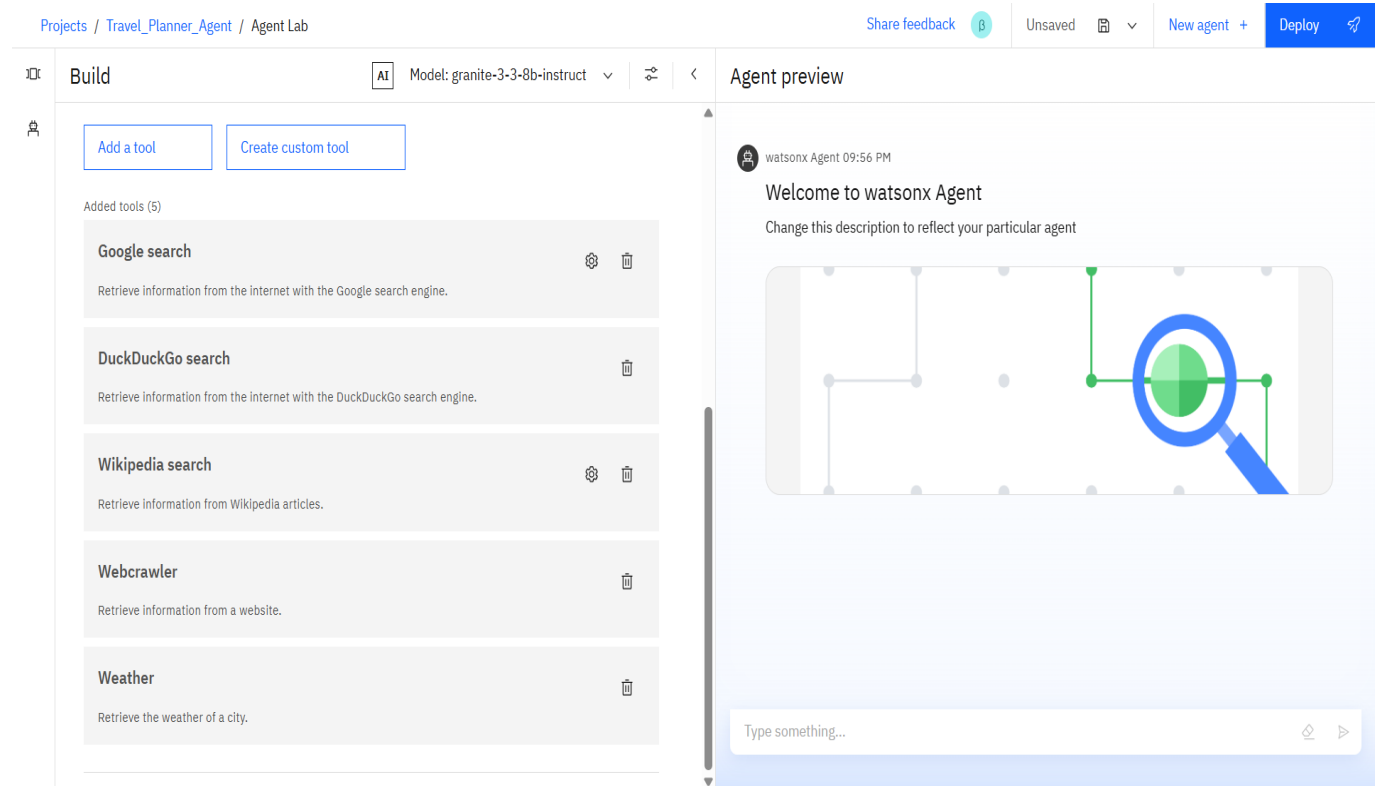 Projects / Travel_Planner_Agent / Agent Lab
Share feedback β Unsaved New agent + Deploy
Build AI Model: granite-3-3-8b-instruct
Agent preview
Add a tool Create custom tool
Added tools (5)
Google search
Retrieve information from the internet with the Google search engine.
DuckDuckGo search
Retrieve information from the internet with the DuckDuckGo search engine.
Wikipedia search
Retrieve information from Wikipedia articles.
Webcrawler
Retrieve information from a website.
Weather
Retrieve the weather of a city.
watsonx Agent 09:56 PM
Welcome to watsonx Agent
Change this description to reflect your particular agent
Type something...